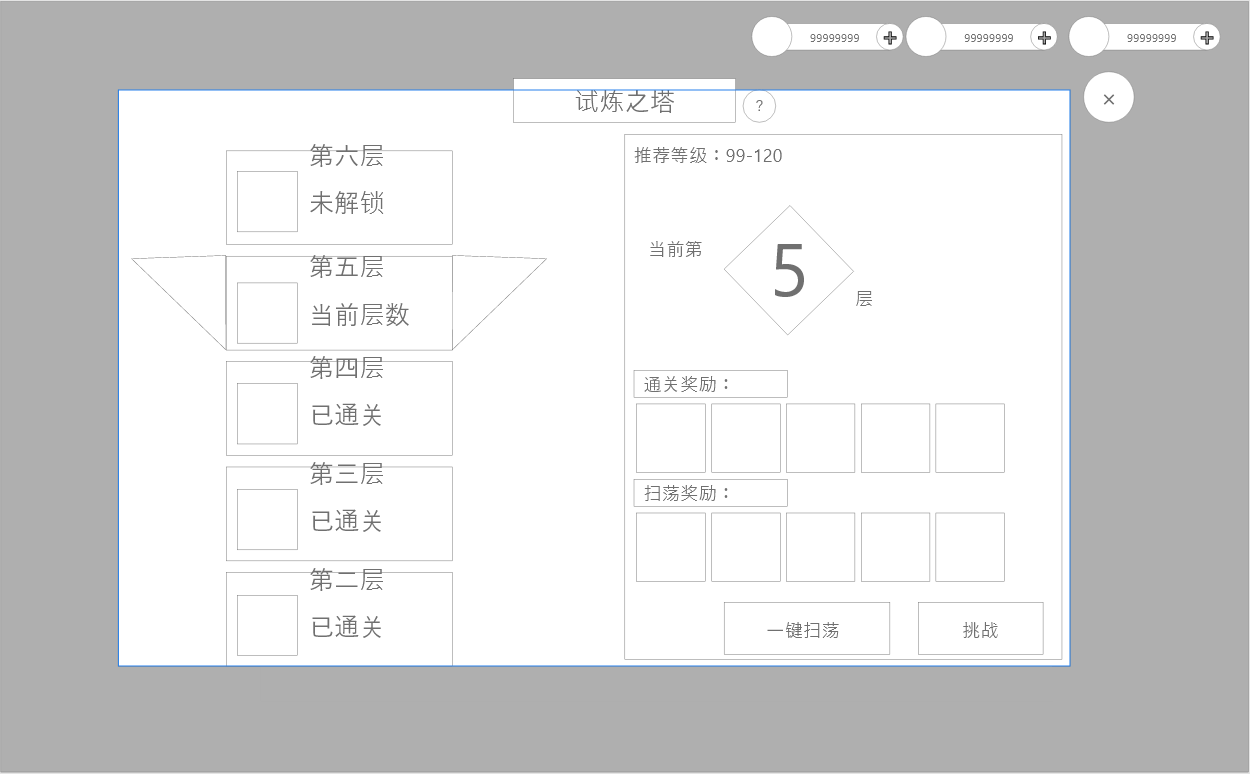 99999999
99999999
99999999
试炼之塔
?
×
第六层
未解锁
第五层
当前层数
第四层
已通关
第三层
已通关
第二层
已通关
推荐等级：99-120
当前第
5
层
通关奖励：
扫荡奖励：
一键扫荡
挑战